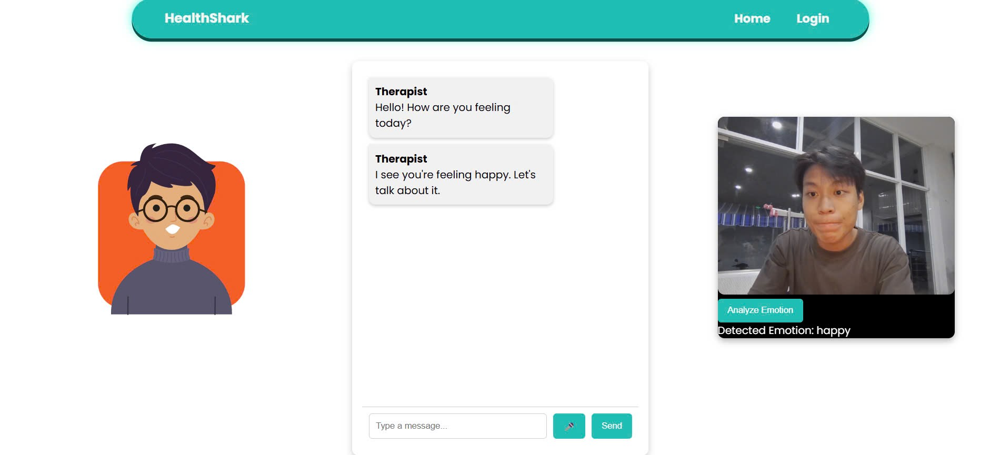 HealthShark
Home
Login
Therapist
Hello! How are you feeling
today?
Therapist
I see you're feeling happy. Let's
talk about it.
Analyze Emotion
Detected Emotion: happy
Type a message...
Send